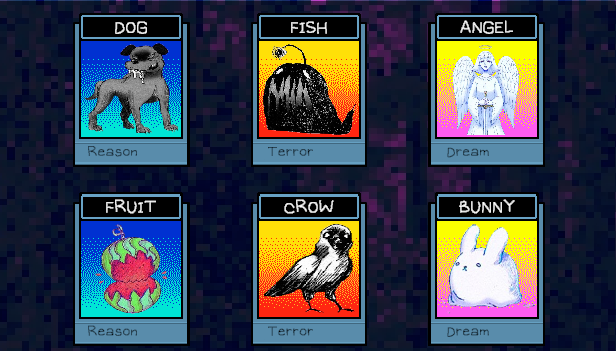 DOG
FISH
ANGEL
Reason
Terror
Dream
FRUIT
CROW
BUNNY
Reason
Terror
Dream